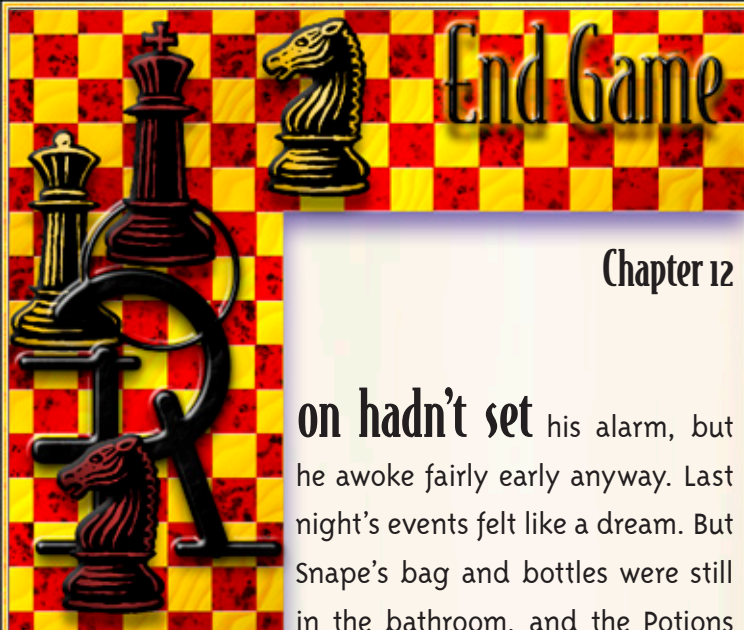 End Game
Chapter 12
Ron hadn't set his alarm, but
he awoke fairly early anyway. Last
night's events felt like a dream. But
Snape's bag and bottles were still
in the bathroom, and the Potions